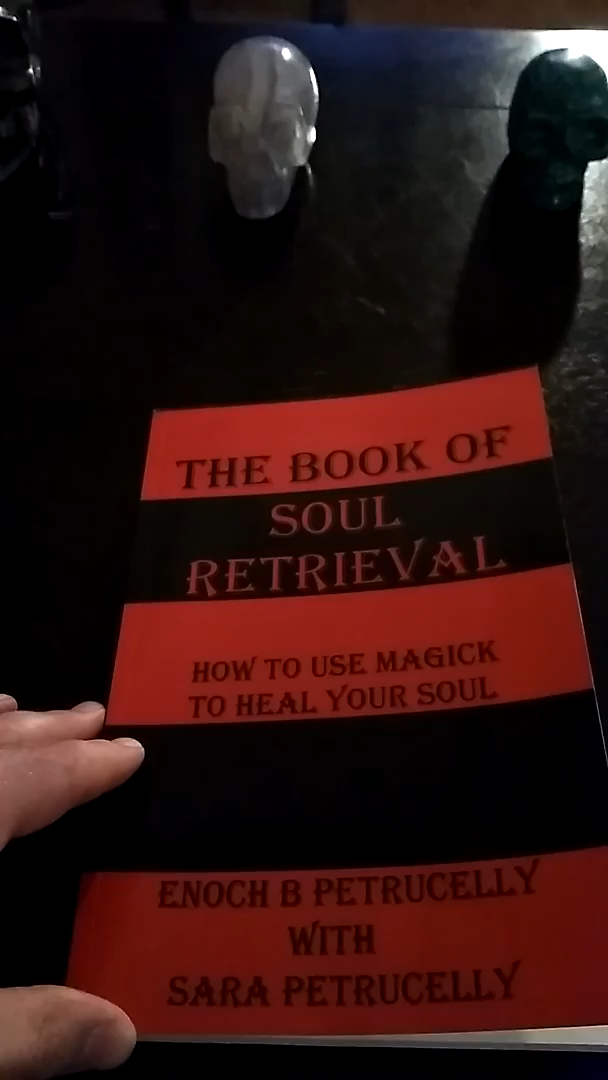 THE BOOK OF
SOUL
RETRIEVAL
HOW TO USE MAGICK
TO HEAL YOUR SOUL
ENOCH B PETRUCELLY
WITH
SARA PETRUCELLY